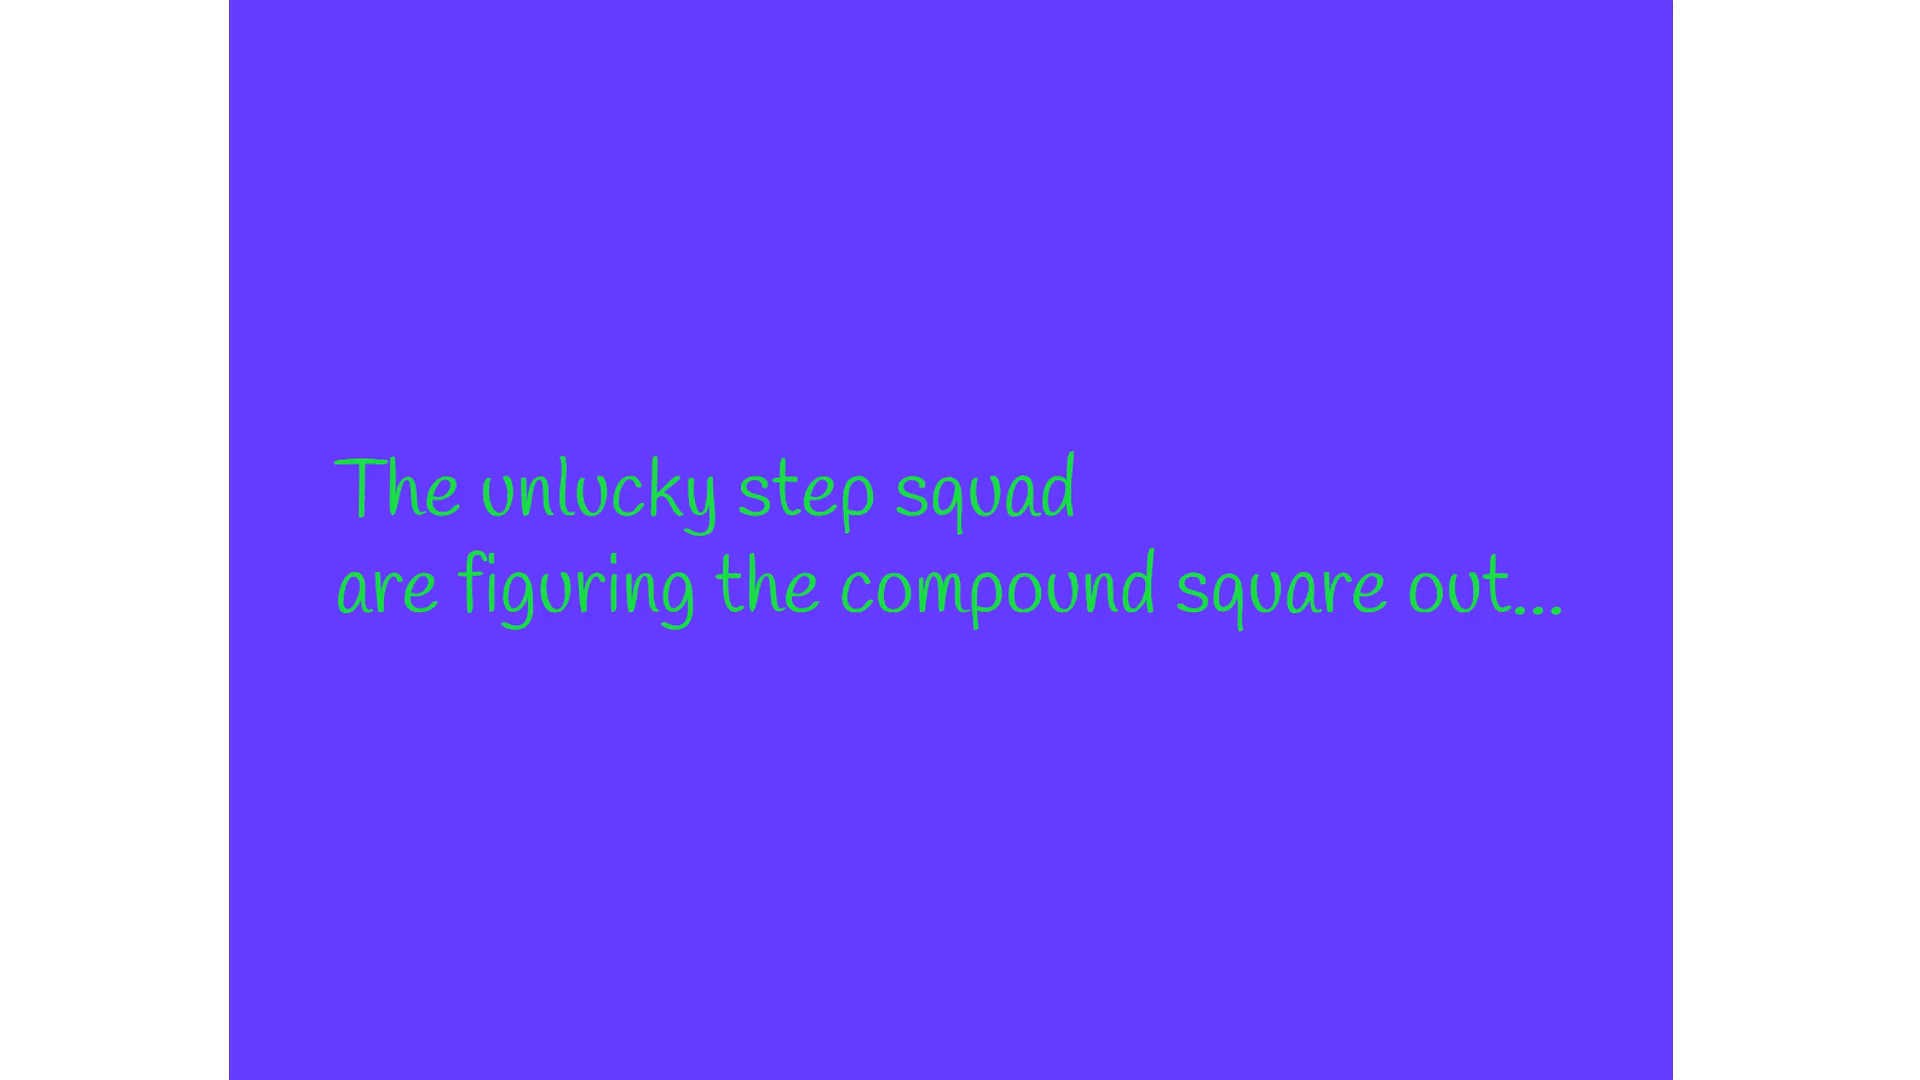 The unlucky step squad
are figuring the compound square out...